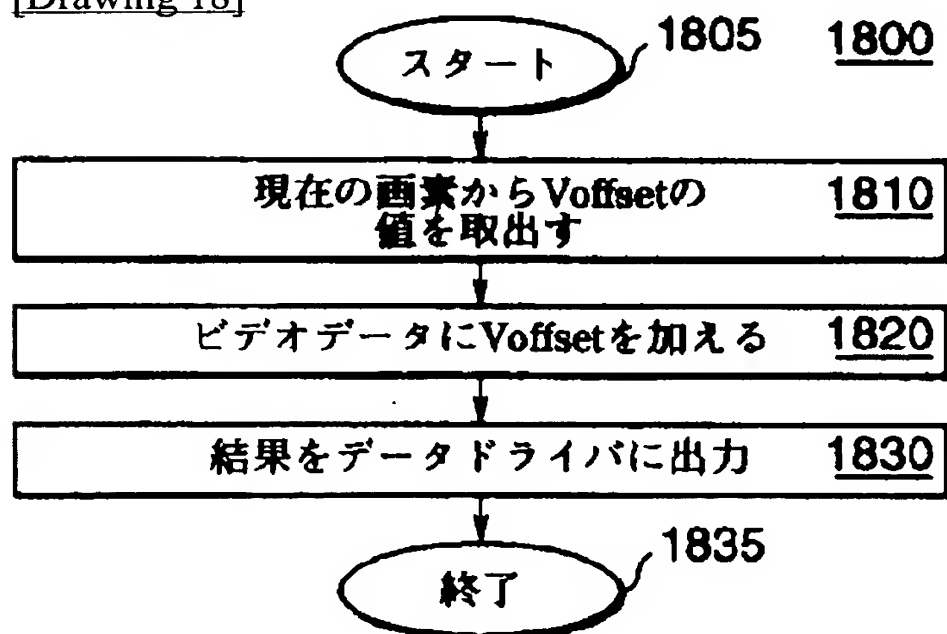 [Drawing 18]
スタート 1805 1800
現在の画素からVoffsetの 1810
値を取出す
ビデオデータにVoffsetを加える 1820
結果をデータドライバに出力 1830
1835
終了